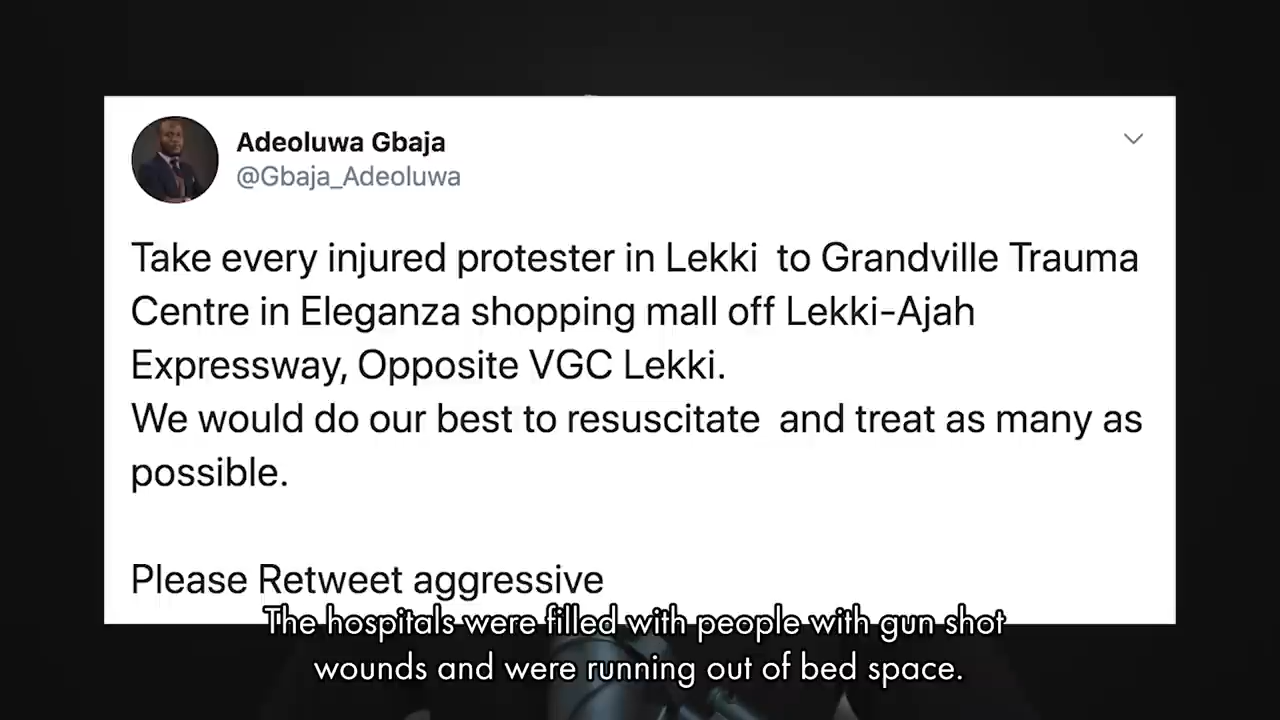 Adeoluwa Gbaja
@Gbaja_Adeoluwa
Take every injured protester in Lekki  to Grandville Trauma
Centre in Eleganza shopping mall off Lekki-Ajah
Expressway, Opposite VGC Lekki.
We would do our best to resuscitate  and treat as many as
possible.
Please Retweet aggressive
The hospitals were filled with people with gun shot
wounds and were running out of bed space.